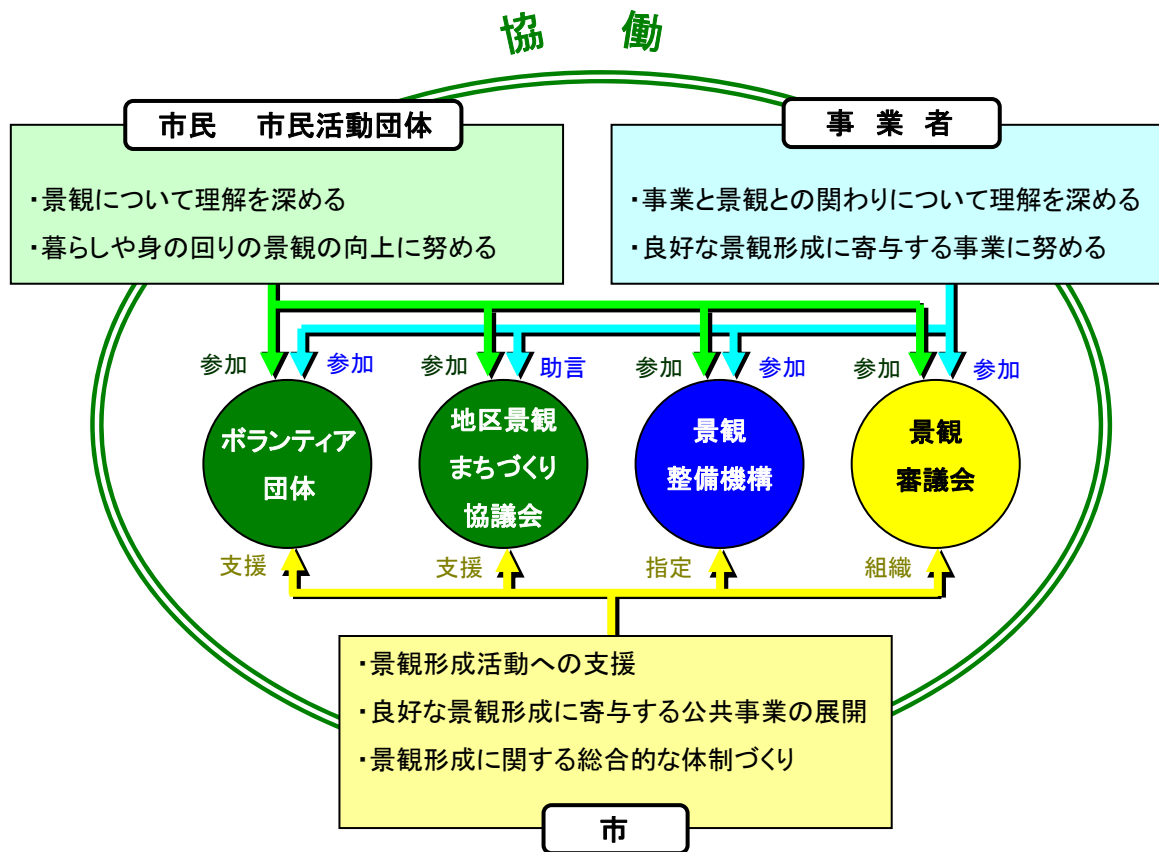 協 働
市民 市民活動団体
・景観について理解を深める
・暮らしや身の回りの景観の向上に努める
事 業 者
・事業と景観との関わりについて理解を深める
・良好な景観形成に寄与する事業に努める
参加 参加 参加 助言 参加 参加 参加 参加
ボランティア
団体
地区景観
まちづくり
協議会
景観
整備機構
景観
審議会
支援 支援 指定 組織
・景観形成活動への支援
・良好な景観形成に寄与する公共事業の展開
・景観形成に関する総合的な体制づくり
市